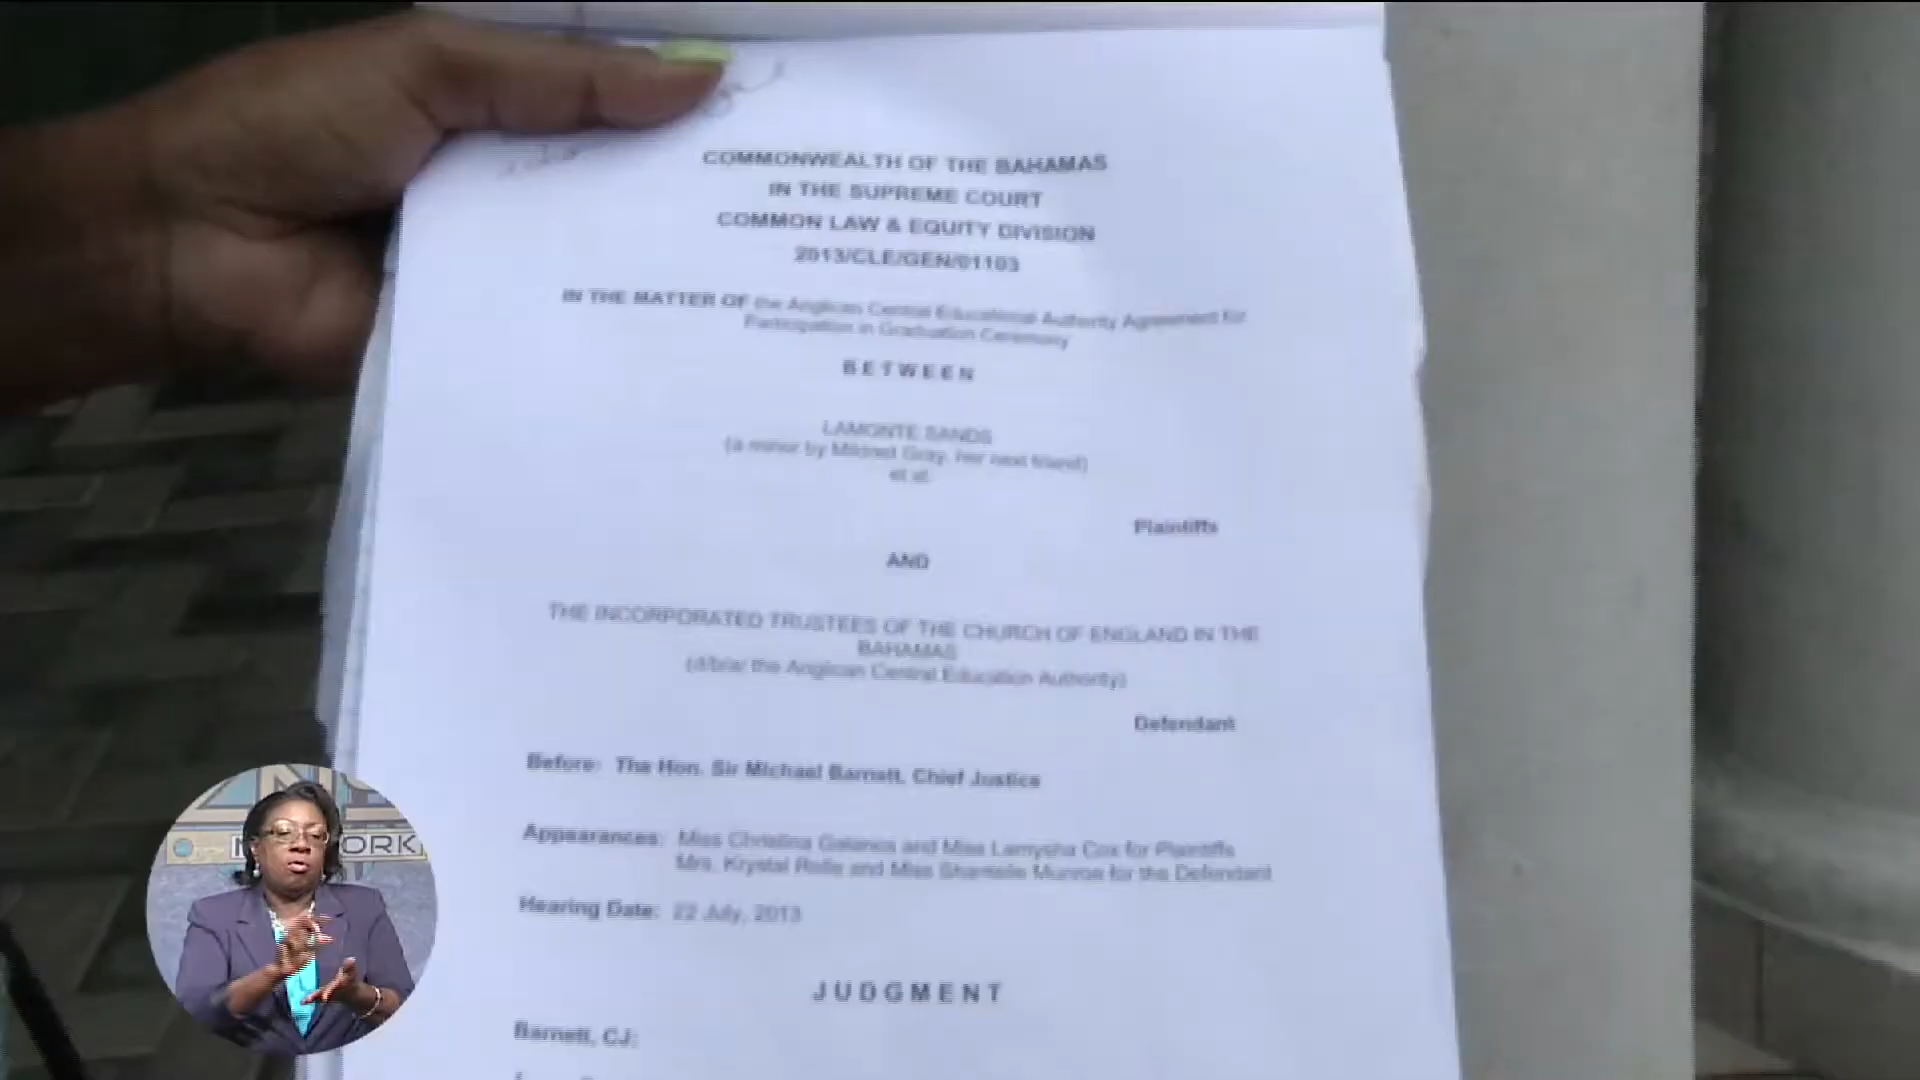 COMMONWEALTH OF THE BAHAMAS
IN THE SUPREME COURT
COMMON LAW & EQUITY DIVISION
2013/CLE/GEN/01103
IN THE MATTER OF the Anglican Central Educational Authority Agreement for
Participation in Graduation Ceremony
BETWEEN
LAMONTE SANDS
(a minor by Mildred Gray, her next friend)
et al.
Plaintiffs
AND
THE INCORPORATED TRUSTEES OF THE CHURCH OF ENGLAND IN THE
BAHAMAS
(d/b/a/ the Anglican Central Education Authority)
Defendant
Before: The Hon. Sir Michael Barnett, Chief Justice
Appearances: Miss Christina Galanos and Miss Lamysha Cox for Plaintiffs
Mrs. Krystal Rolle and Miss Munroe for the Defendant
Hearing Date: 22 July, 2013
JUDGMENT
Barnett, CJ: